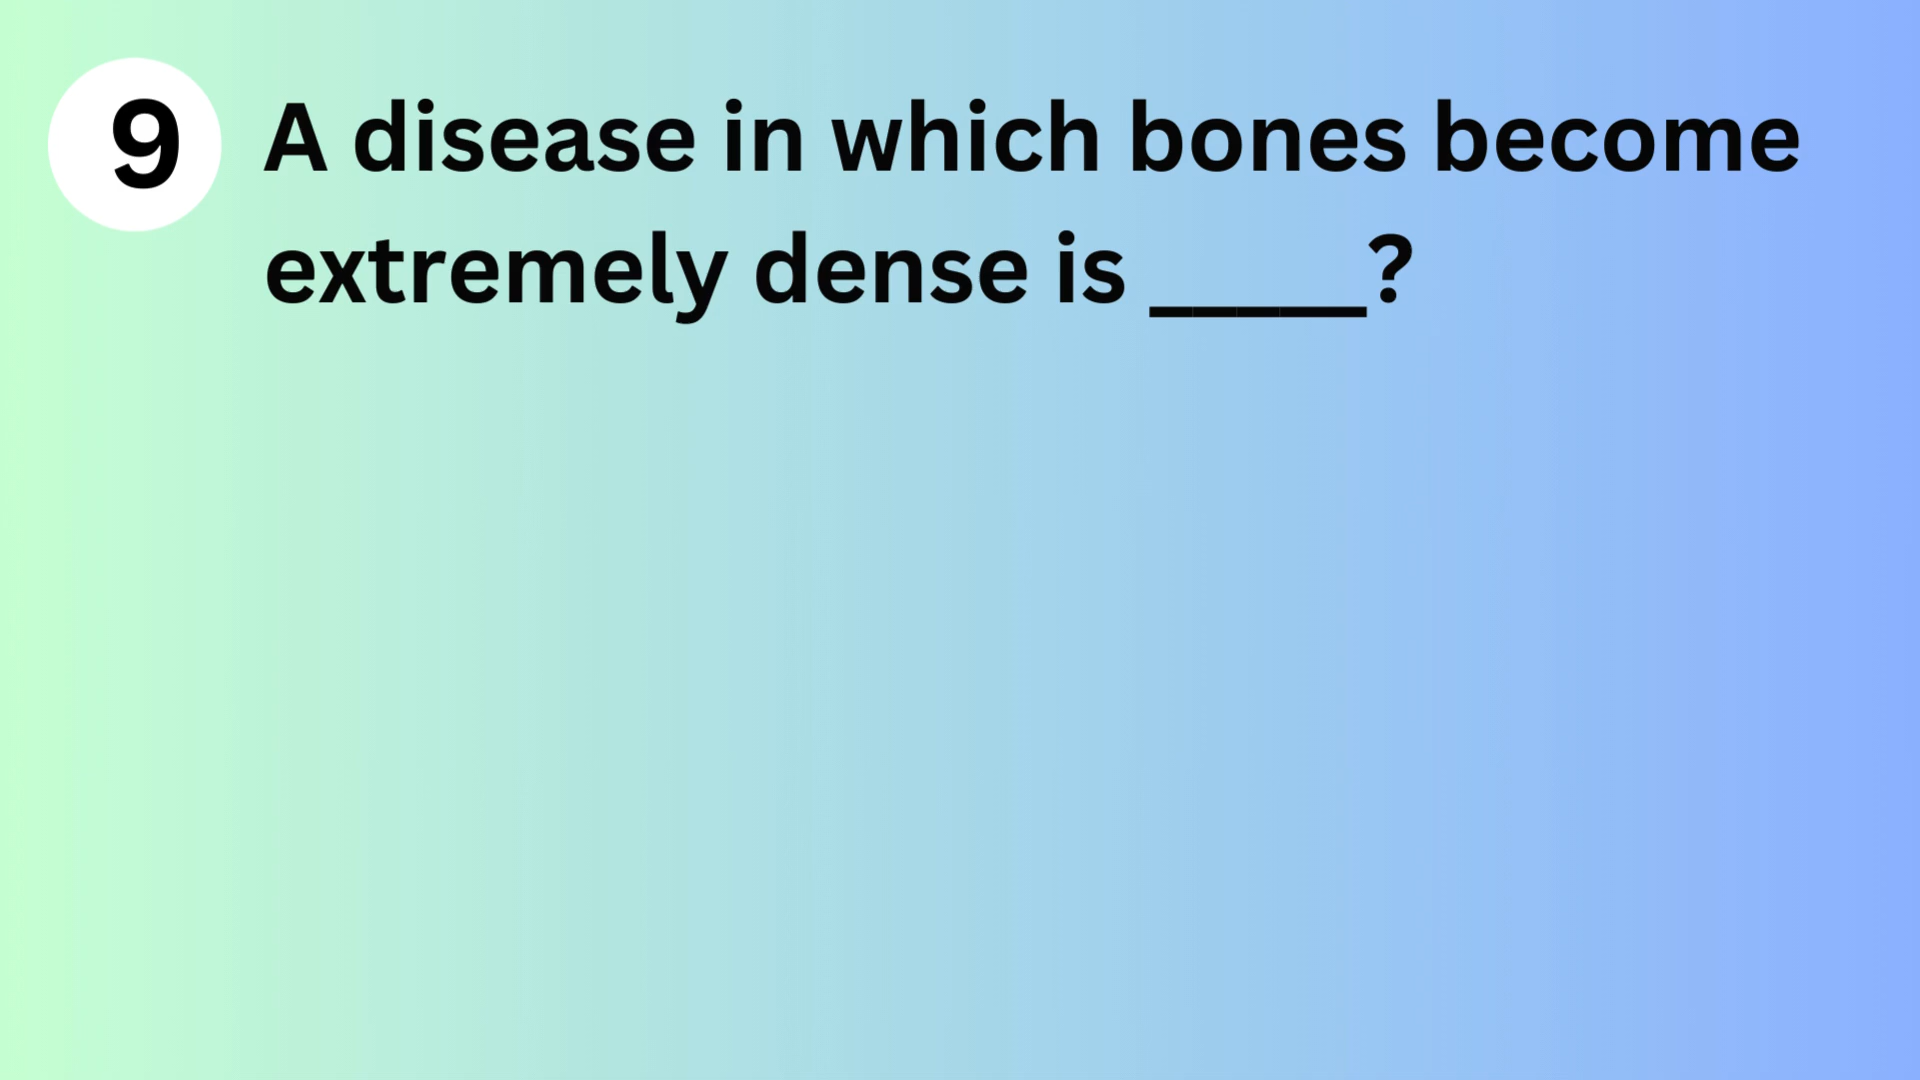 9 A disease in which bones become
extremely dense is _____?